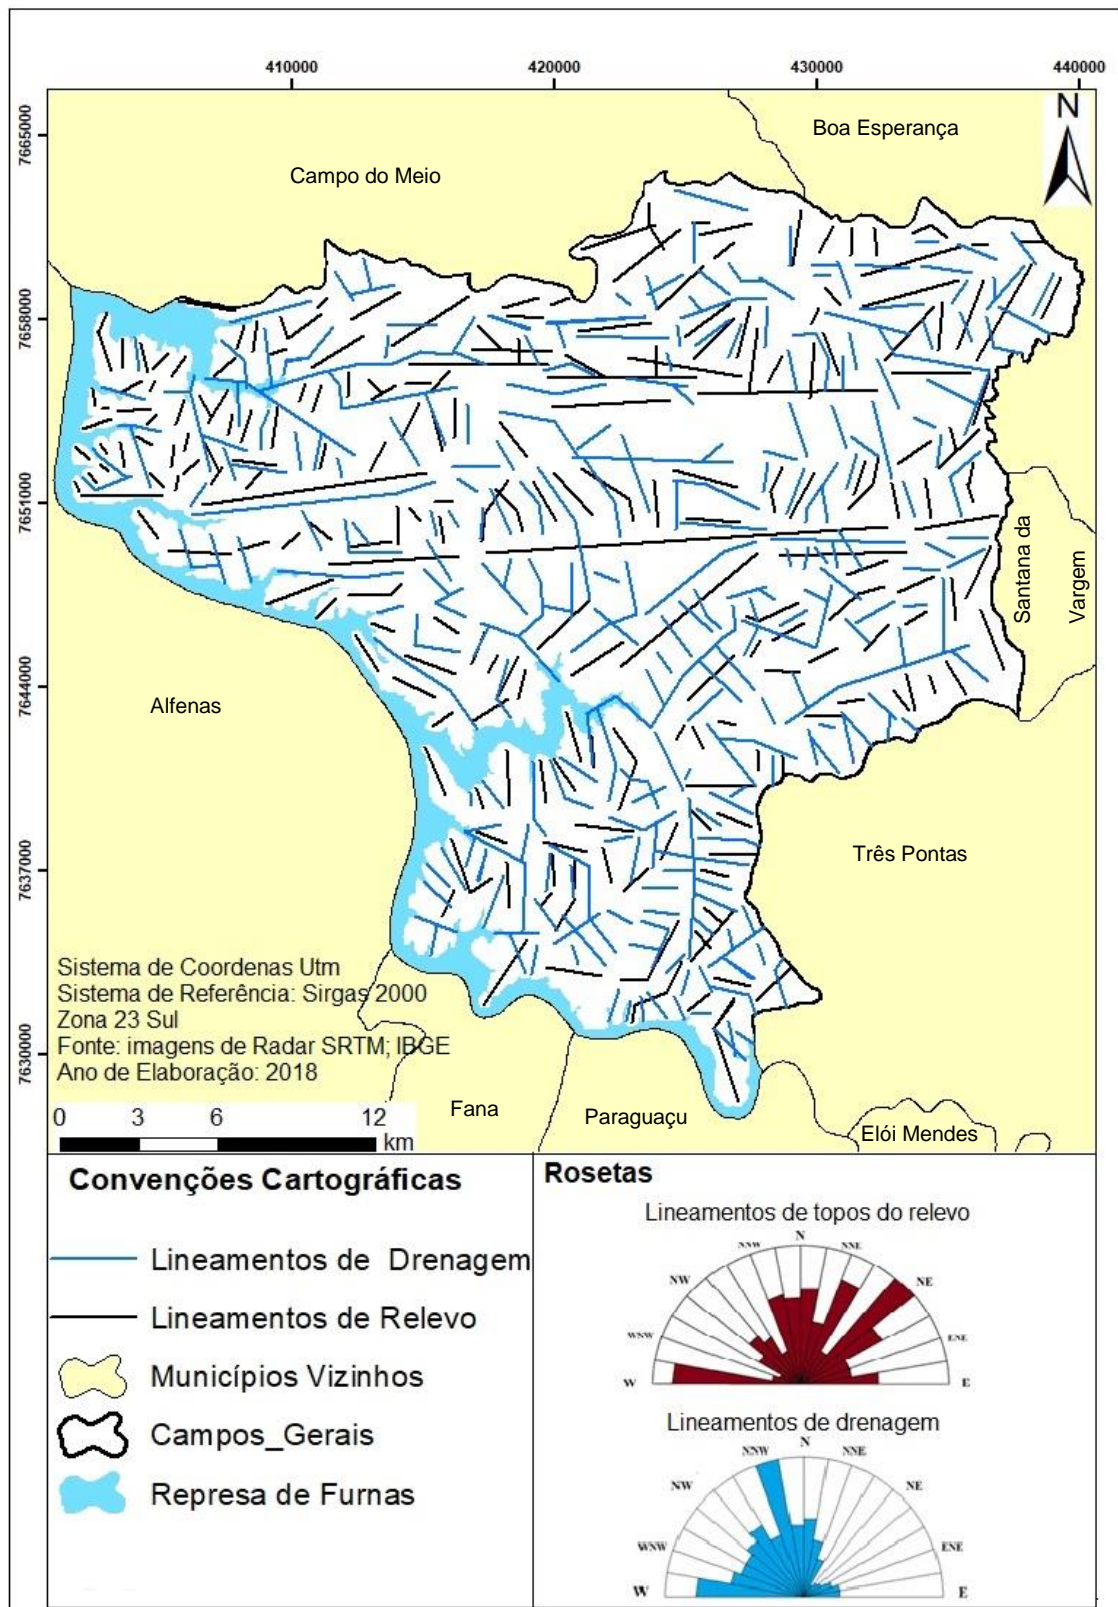 410000 420000 430000 440000
7665000
7658000
7651000
7644000
7637000
7630000
N
Boa Esperança
Campo do Meio
Santana da
Vargem
Alfenas
Três Pontas
Sistema de Coordenas Utm
Sistema de Referência: Sirgas 2000
Zona 23 Sul
Fonte: imagens de Radar SRTM; IBGE
Ano de Elaboração: 2018
0 3 6 12
km
Fana
Paraguaçu
Elói Mendes
Convenções Cartográficas
Lineamentos de Drenagem
Lineamentos de Relevo
Municípios Vizinhos
Campos_Gerais
Represa de Furnas
Rosetas
Lineamentos de topos do relevo
N
NNW NNE
NW NE
WNW ENE
W E
Lineamentos de drenagem
N
NNW NNE
NW NE
WNW ENE
W E